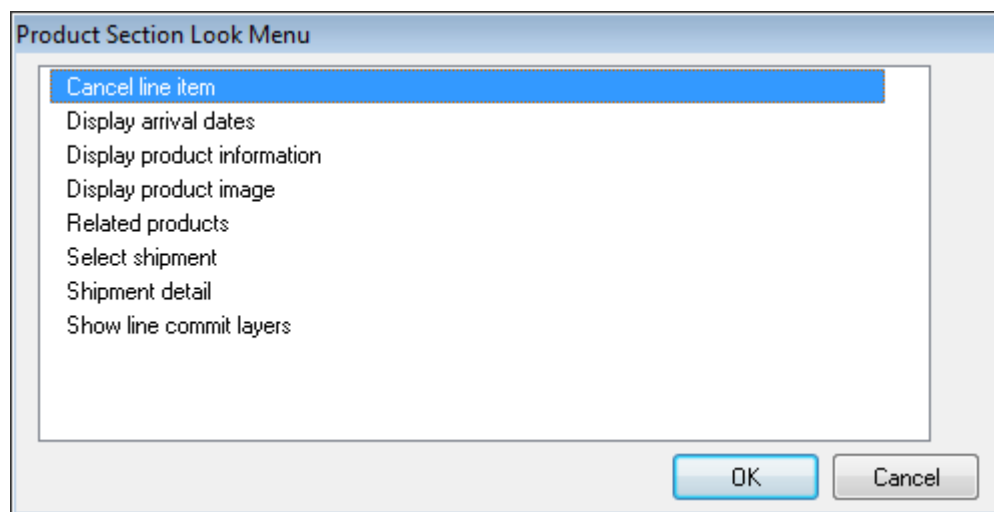 Product Section Look Menu
Cancel line item
Display arrival dates
Display product information
Display product image
Related products
Select shipment
Shipment detail
Show line commit layers
OK Cancel